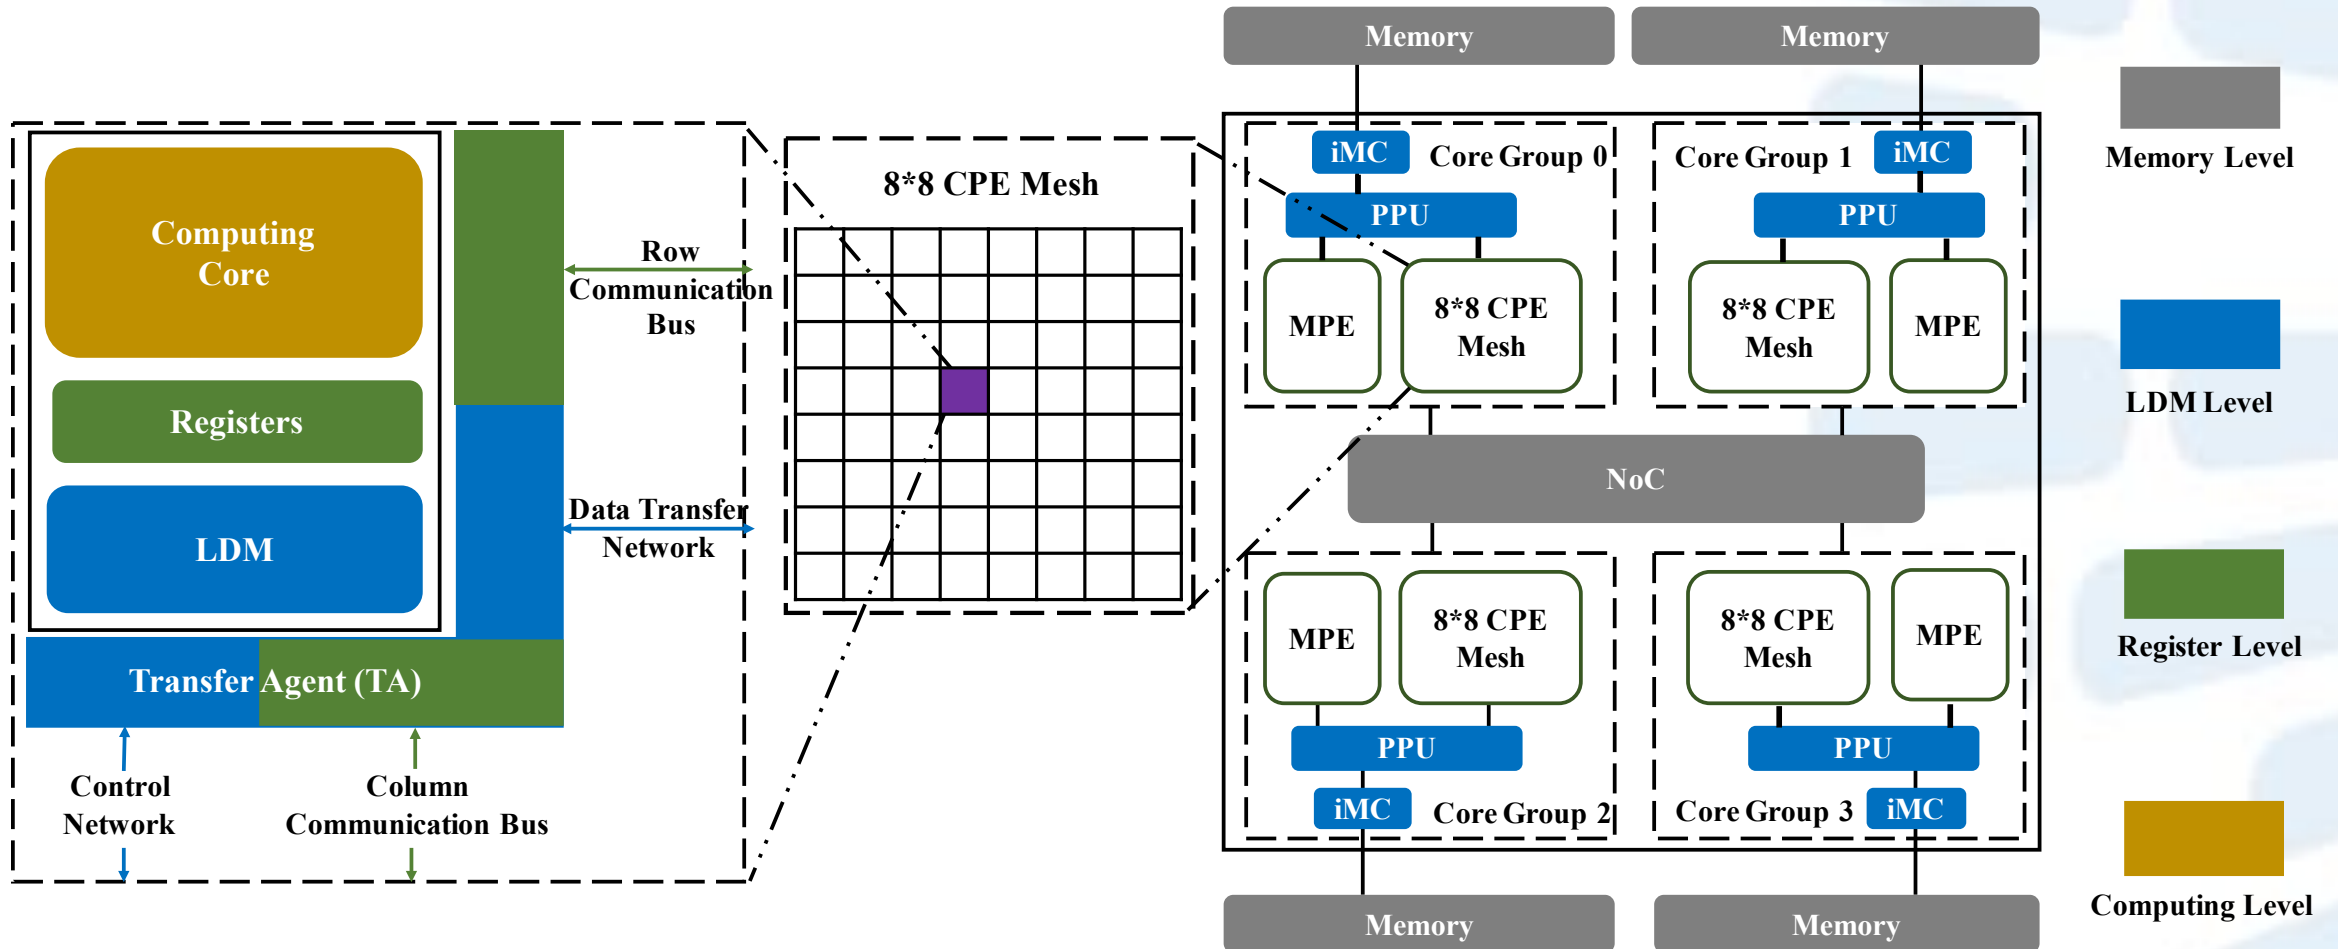 Computing
Core
Registers
LDM
Transfer Agent (TA)
Row
Communication
Bus
Data Transfer
Network
Control
Network
Column
Communication Bus
8*8 CPE Mesh
Memory
Memory
iMC
Core Group 0
PPU
MPE
8*8 CPE
Mesh
Core Group 1
iMC
PPU
8*8 CPE
Mesh
MPE
NoC
MPE
8*8 CPE
Mesh
PPU
iMC
Core Group 2
8*8 CPE
Mesh
MPE
PPU
Core Group 3
iMC
Memory
Memory
Memory Level
LDM Level
Register Level
Computing Level